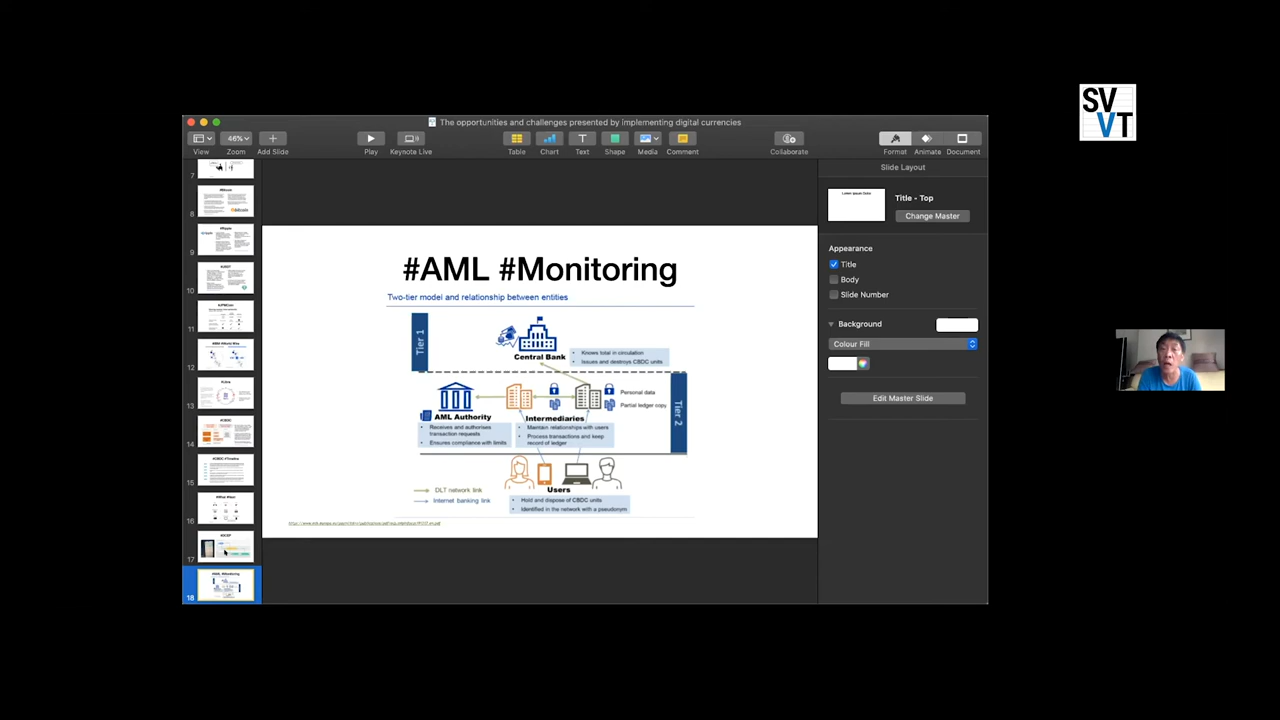 SV
VT
The opportunities and challenges presented by implementing digital currencies
46%
View
Zoom
Add Slide
Play
Keynote Live
Table
Chart
Text
Shape
Media
Comment
Collaborate
Format
Animate
Document
Slide Layout
Title - Top
Change Master
Appearance
Title
Body
Slide Number
Background
Colour Fill
Edit Master Slide
7
8
9
10
11
12
13
14
15
16
17
18
#AML #Monitoring
Two-tier model and relationship between entities
Tier 1
Central Bank
• Knows total in circulation
• Issues and destroys CBDC units
Tier 2
Personal data
Partial ledger copy
AML Authority
• Receives and authorises
transaction requests
• Ensures compliance with limits
Intermediaries
• Maintain relationships with users
• Process transactions and keep
record of ledger
Users
• Hold and dispose of CBDC units
• Identified in the network with a pseudonym
DLT network link
Internet banking link